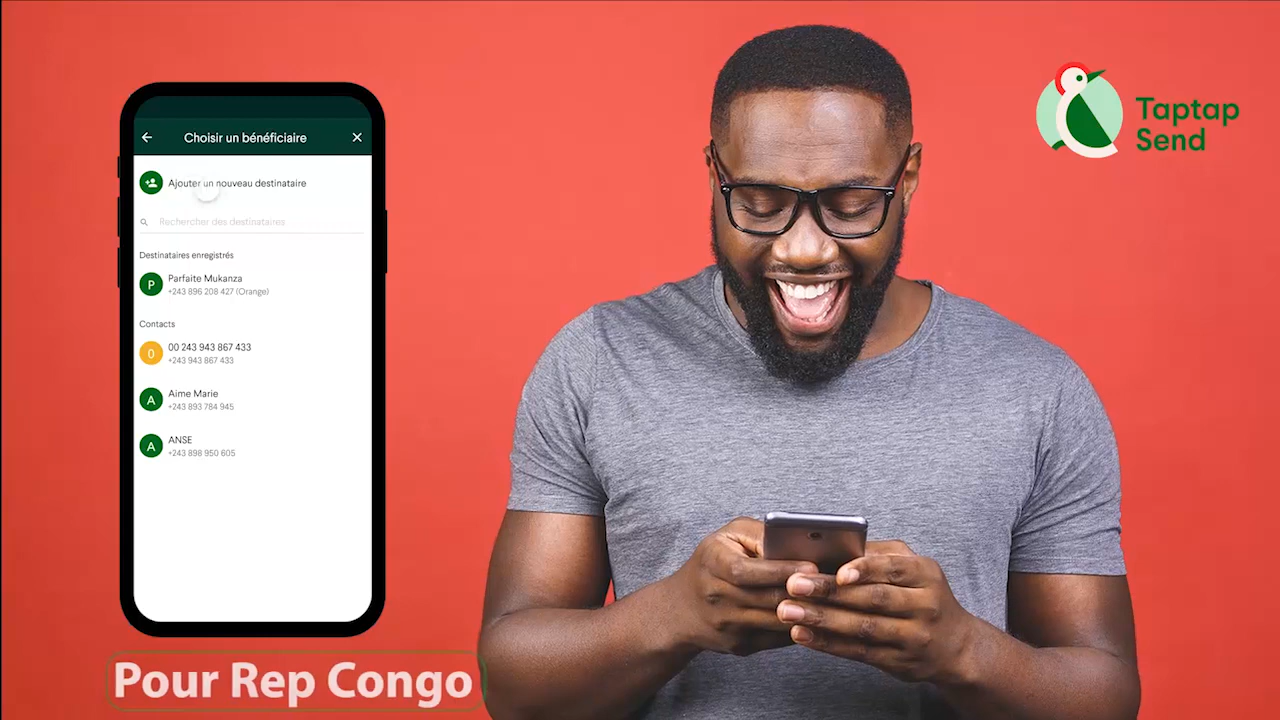 Choisir un bénéficiaire
Ajouter un nouveau destinataire
Rechercher des destinataires
Destinataires enregistrés
P
Parfaite Mukanza
+243 896 208 427 (Orange)
Contacts
0
00 243 943 867 433
+243 943 867 433
A
Aime Marie
+243 893 784 945
A
ANSE
+243 898 950 605
Pour Rep Congo
Taptap
Send